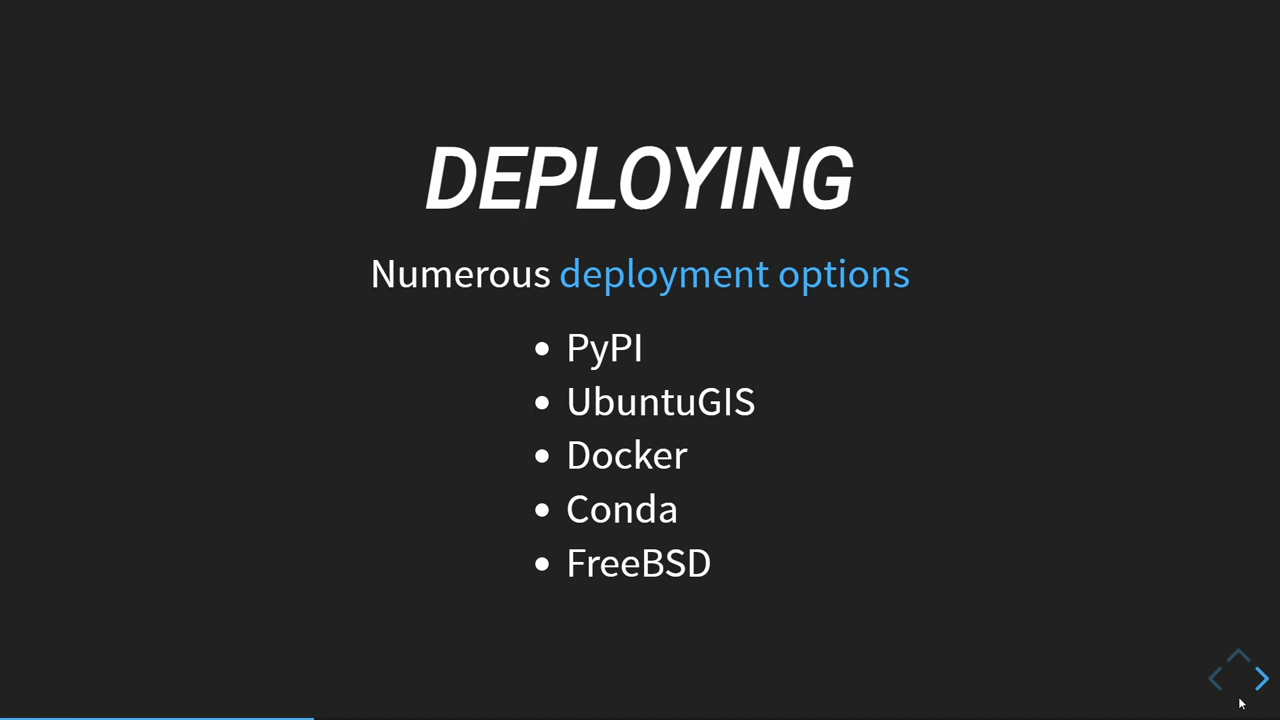 DEPLOYING
Numerous deployment options
• PyPI
• UbuntuGIS
• Docker
• Conda
• FreeBSD